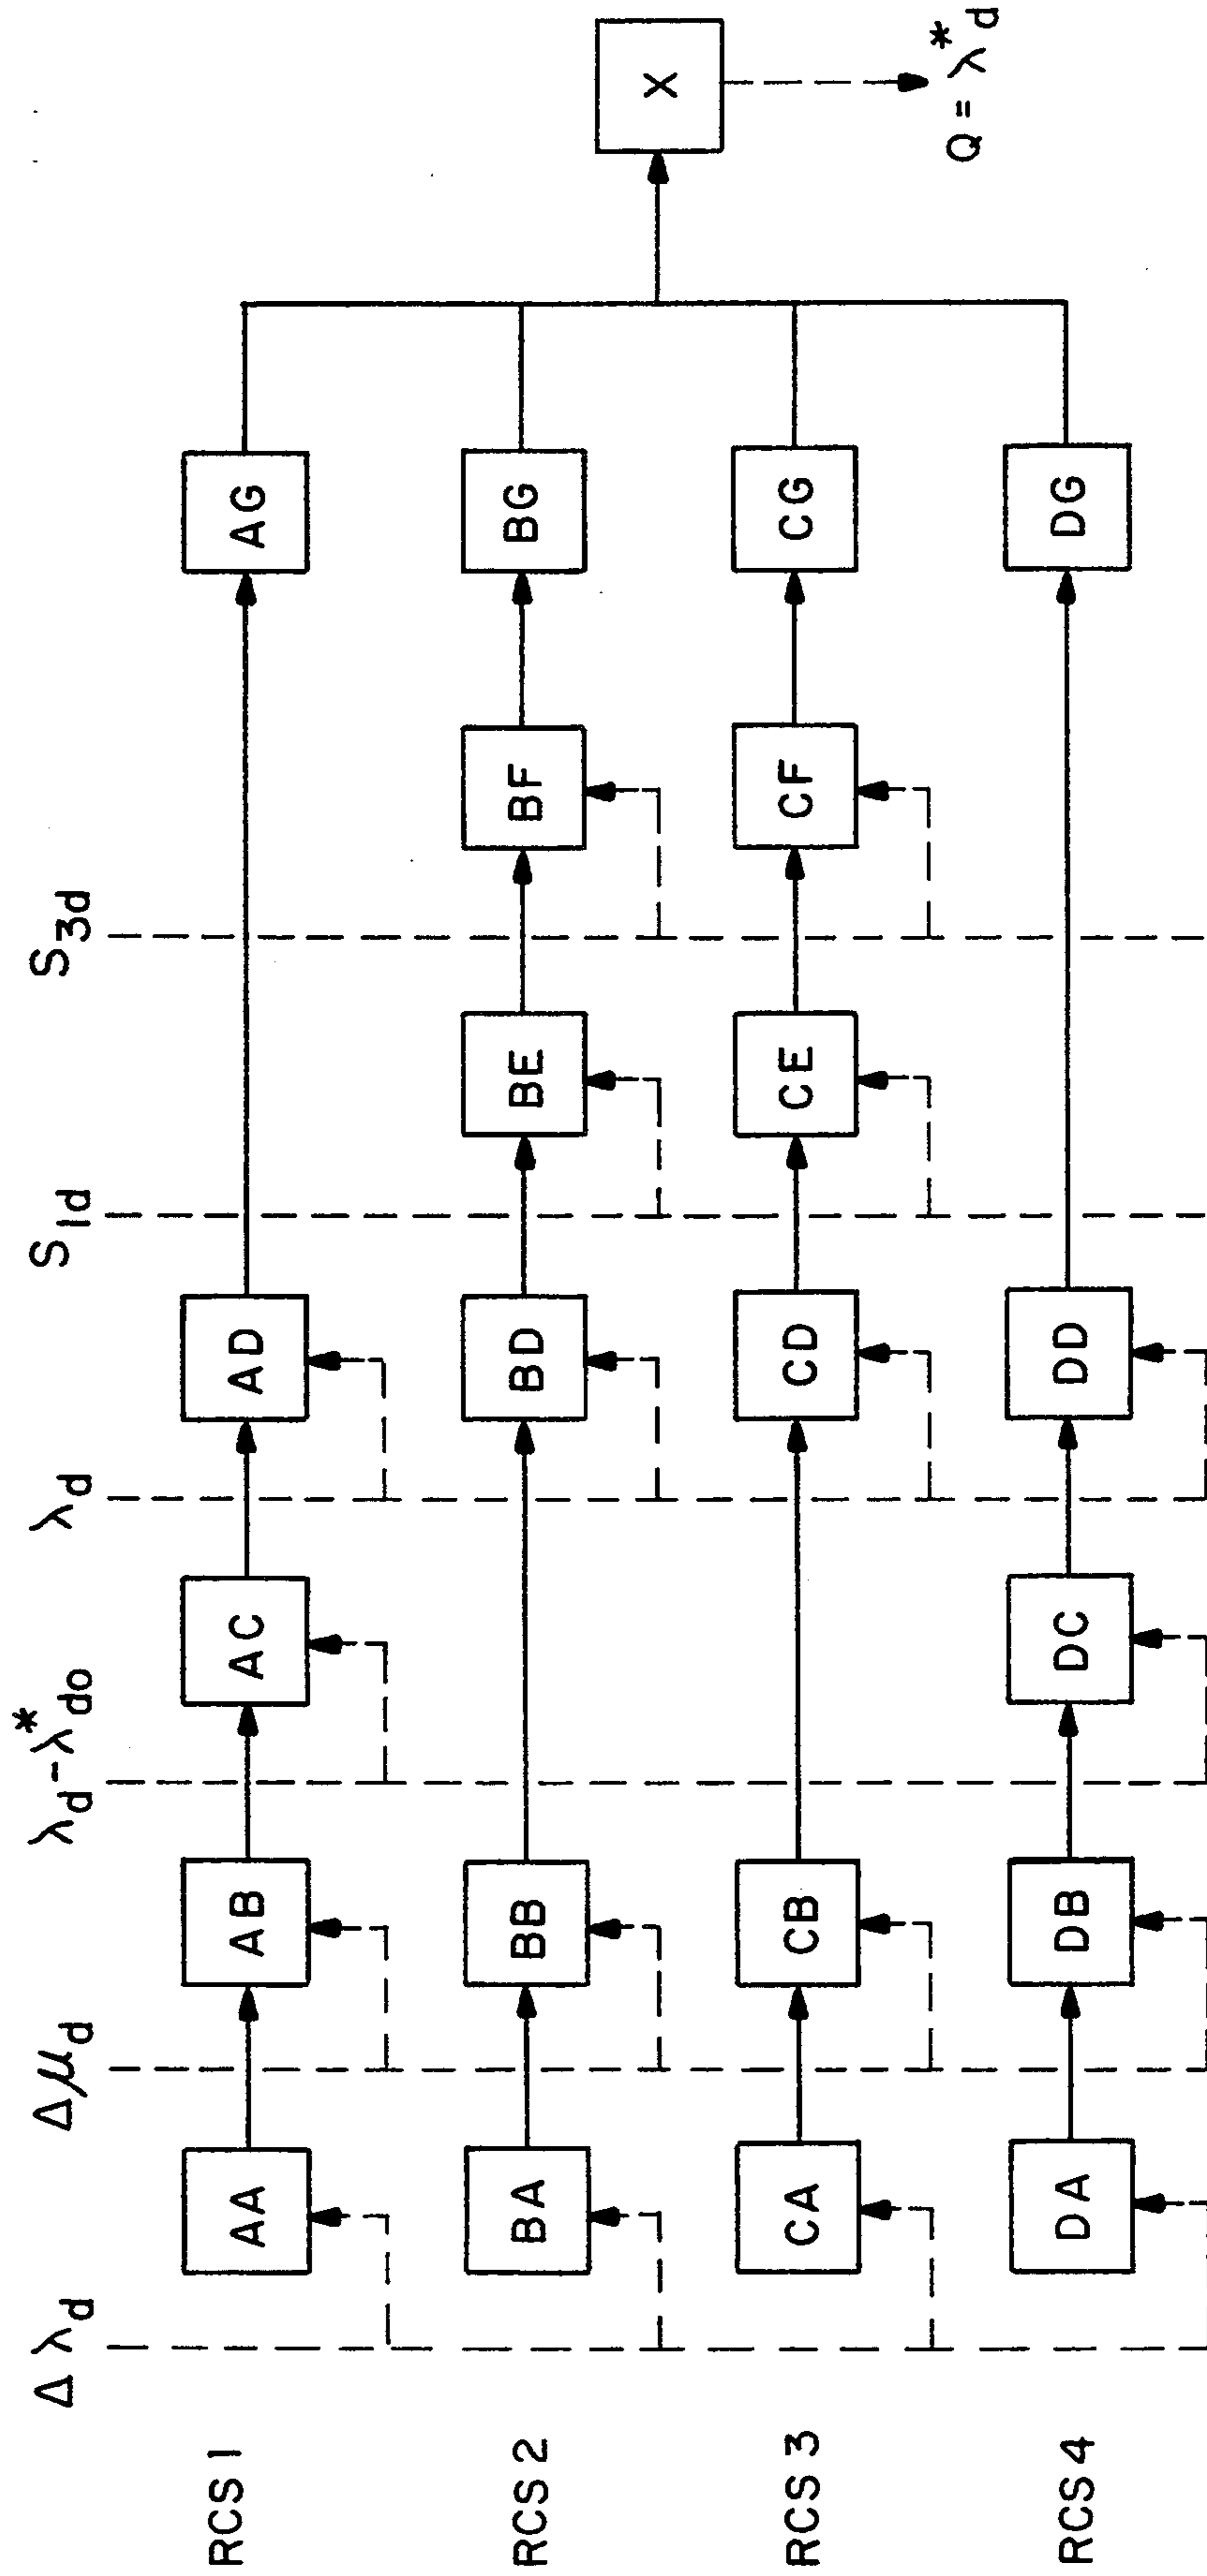 Δλd Δμd λd-λ*do λd S1d S3d
RCS 1 AA AB AC AD AG
RCS 2 BA BB BD BE BF BG
RCS 3 CA CB CD CE CF CG
RCS 4 DA DB DC DD DG
X
Q = λ*d